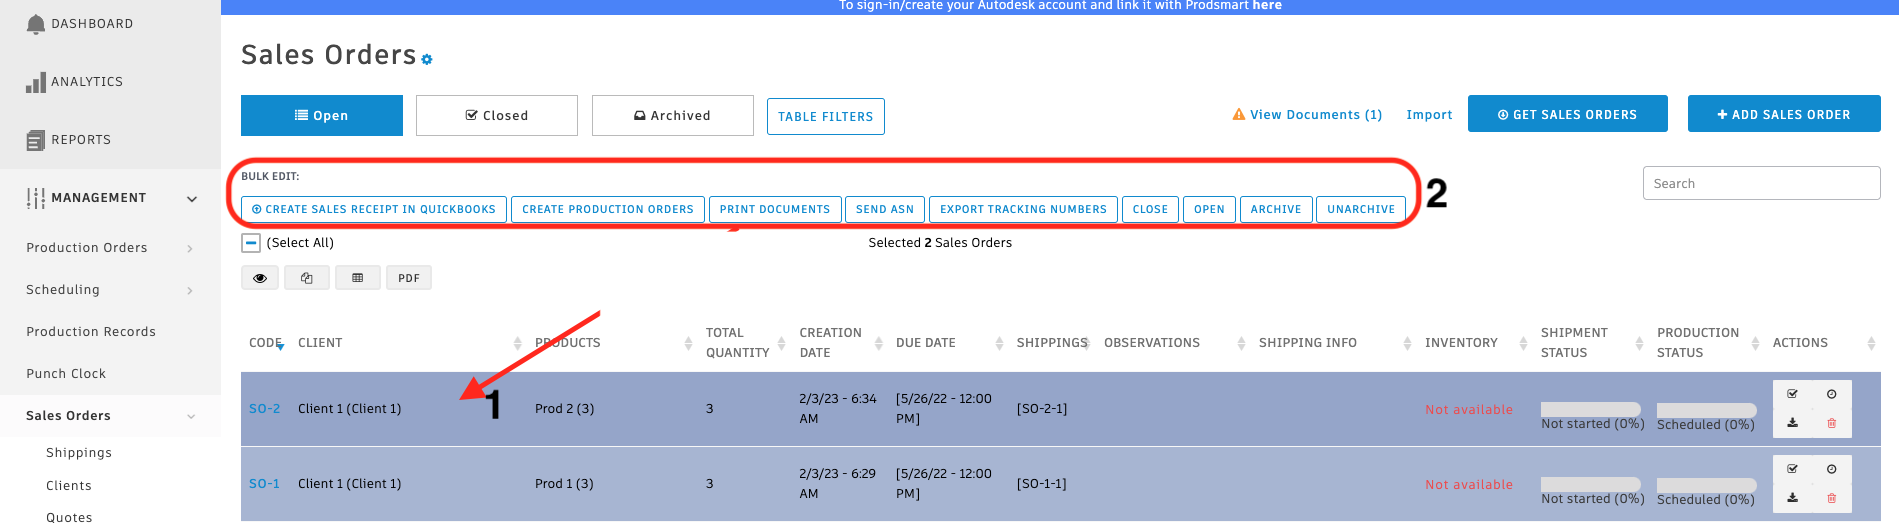 To sign-in/create your Autodesk account and link it with Prodsmart here
DASHBOARD
ANALYTICS
REPORTS
MANAGEMENT
Production Orders
Scheduling
Production Records
Punch Clock
Sales Orders
Shippings
Clients
Quotes
Sales Orders
Open
Closed
Archived
TABLE FILTERS
View Documents (1)
Import
GET SALES ORDERS
ADD SALES ORDER
BULK EDIT:
CREATE SALES RECEIPT IN QUICKBOOKS
CREATE PRODUCTION ORDERS
PRINT DOCUMENTS
SEND ASN
EXPORT TRACKING NUMBERS
CLOSE
OPEN
ARCHIVE
UNARCHIVE
2
Search
(Select All)
Selected 2 Sales Orders
PDF
CODE
CLIENT
PRODUCTS
TOTAL
QUANTITY
CREATION
DATE
DUE DATE
SHIPPINGS
OBSERVATIONS
SHIPPING INFO
INVENTORY
SHIPMENT
STATUS
PRODUCTION
STATUS
ACTIONS
SO-2
Client 1 (Client 1)
1
Prod 2 (3)
3
2/3/23 - 6:34
AM
[5/26/22 - 12:00
PM]
[SO-2-1]
Not available
Not started (0%)
Scheduled (0%)
SO-1
Client 1 (Client 1)
Prod 1 (3)
3
2/3/23 - 6:29
AM
[5/26/22 - 12:00
PM]
[SO-1-1]
Not available
Not started (0%)
Scheduled (0%)